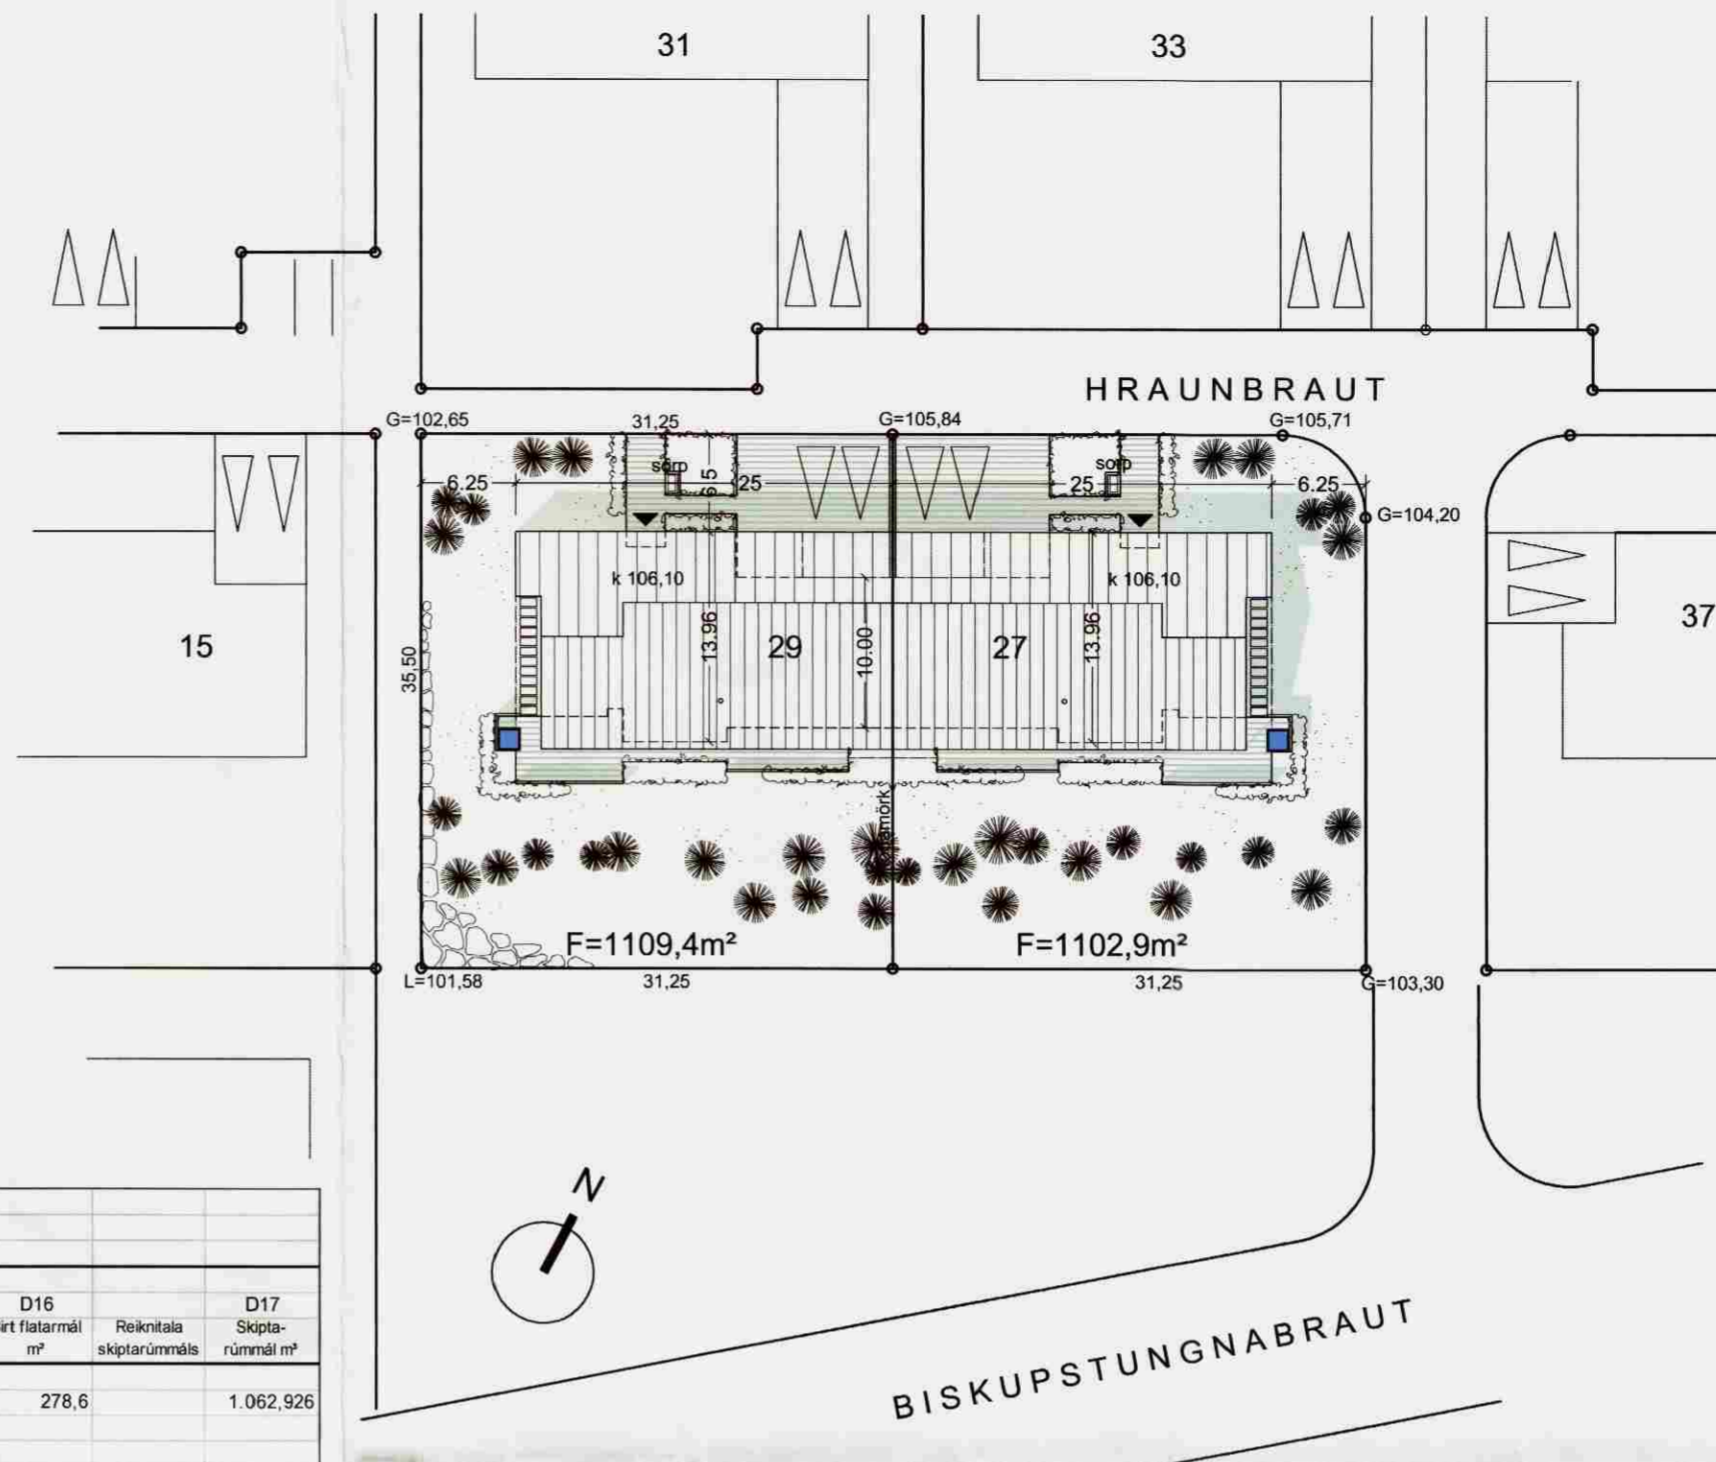 31
33
HRAUNBRAUT
G=102,65
31,25
G=105,84
G=105,71
sorp
sorp
6.25
25
25
6.25
G=104,20
k 106,10
k 106,10
15
35,50
13.96
29
10.00
27
13.96
37
F=1109,4m²
F=1102,9m²
L=101,58
31,25
31,25
G=103,30
N
D16
D17
irt flatarmál
m²
Reiknitala
skiptarúmmáls
Skipta-
rúmmál m³
278,6
1.062,926
BISKUPSTUNGNABRAUT